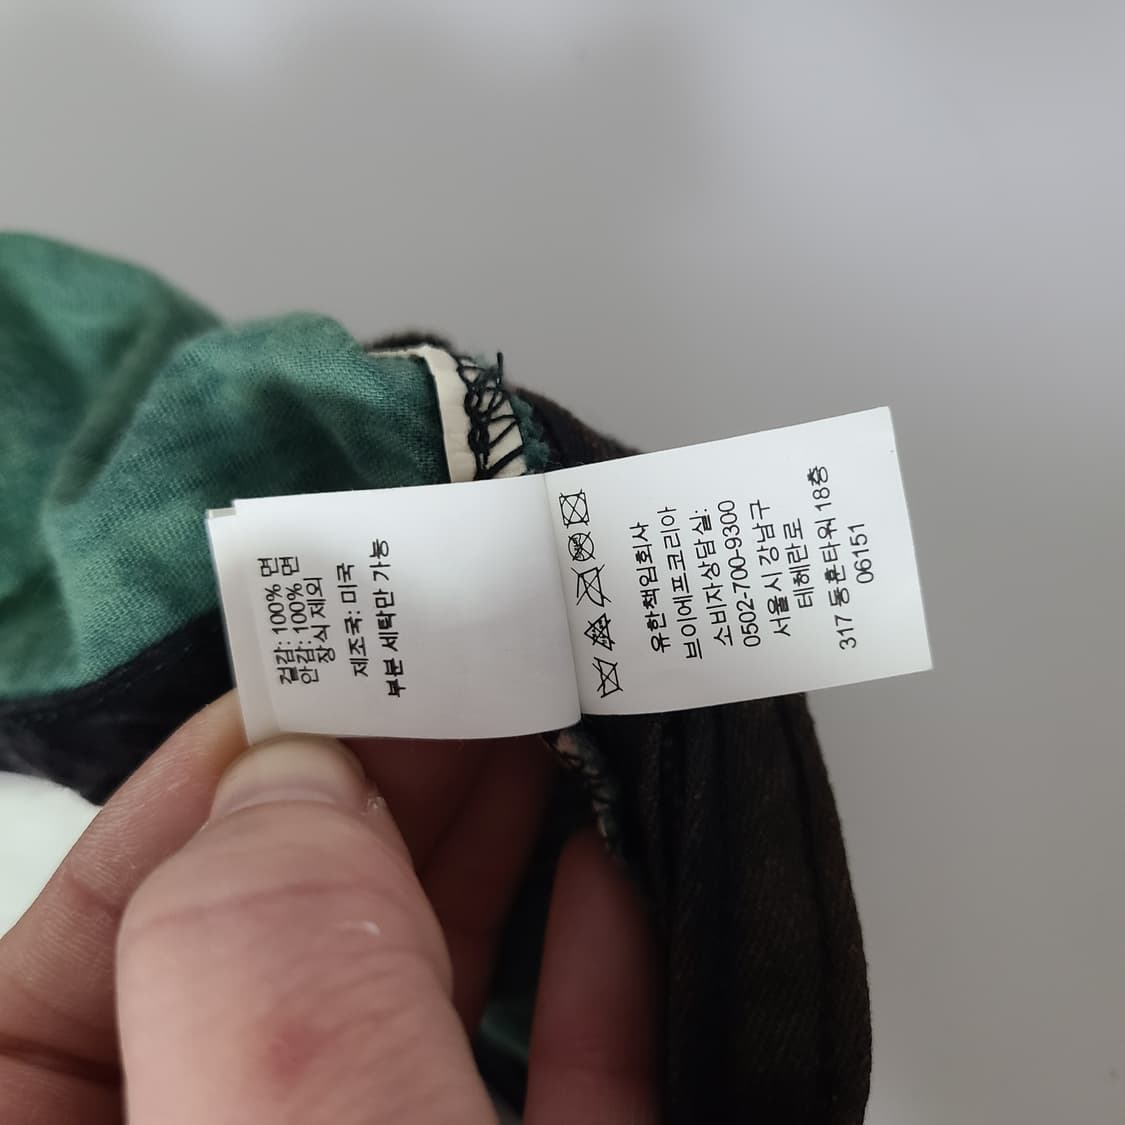 겉감: 100% 면
안감: 100% 면
장식 제외
제조국: 미국
부분 세탁만 가능
유한책임회사
브이에프코리아
소비자상담실:
0502-700-9300
서울시 강남구
테헤란로
317 동훈타워 18층
06151